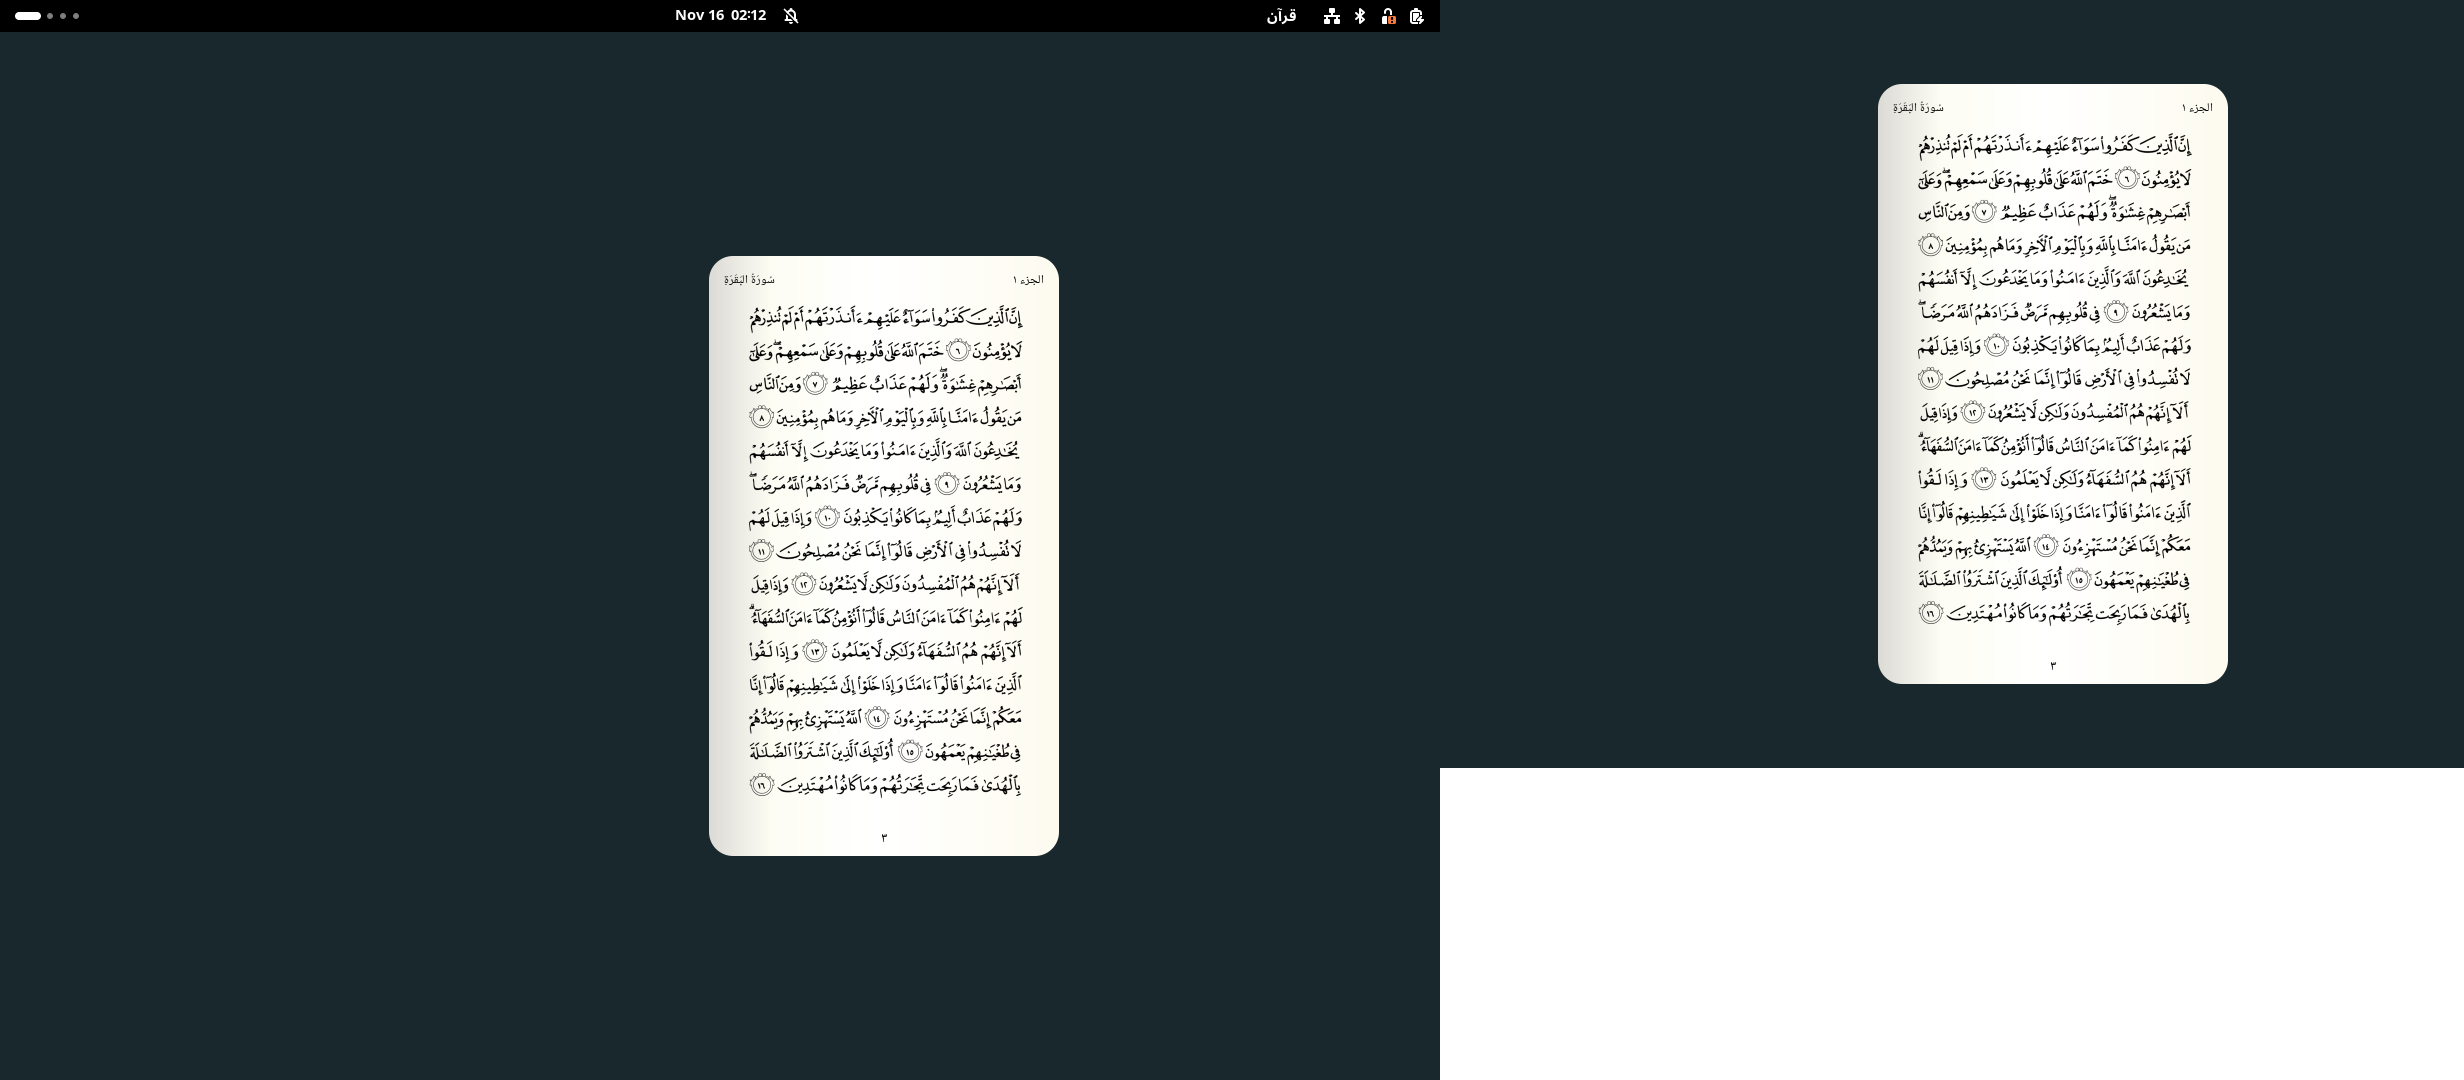 Nov 16 02:12
قرآن
سُورَةُ البَقَرَةِ
الجزء ١
إِنَّ ٱلَّذِينَ كَفَرُوا۟ سَوَآءٌ عَلَيْهِمْ ءَأَنذَرْتَهُمْ أَمْ لَمْ تُنذِرْهُمْ
لَا يُؤْمِنُونَ ٦ خَتَمَ ٱللَّهُ عَلَىٰ قُلُوبِهِمْ وَعَلَىٰ سَمْعِهِمْ ۖ وَعَلَىٰٓ
أَبْصَـٰرِهِمْ غِشَـٰوَةٌ ۖ وَلَهُمْ عَذَابٌ عَظِيمٌ ٧ وَمِنَ ٱلنَّاسِ
مَن يَقُولُ ءَامَنَّا بِٱللَّهِ وَبِٱلْيَوْمِ ٱلْـَٔاخِرِ وَمَا هُم بِمُؤْمِنِينَ ٨
يُخَـٰدِعُونَ ٱللَّهَ وَٱلَّذِينَ ءَامَنُوا۟ وَمَا يَخْدَعُونَ إِلَّآ أَنفُسَهُمْ
وَمَا يَشْعُرُونَ ٩ فِى قُلُوبِهِم مَّرَضٌ فَزَادَهُمُ ٱللَّهُ مَرَضًا ۖ
وَلَهُمْ عَذَابٌ أَلِيمٌۢ بِمَا كَانُوا۟ يَكْذِبُونَ ١٠ وَإِذَا قِيلَ لَهُمْ
لَا تُفْسِدُوا۟ فِى ٱلْأَرْضِ قَالُوٓا۟ إِنَّمَا نَحْنُ مُصْلِحُونَ ١١
أَلَآ إِنَّهُمْ هُمُ ٱلْمُفْسِدُونَ وَلَـٰكِن لَّا يَشْعُرُونَ ١٢ وَإِذَا قِيلَ
لَهُمْ ءَامِنُوا۟ كَمَآ ءَامَنَ ٱلنَّاسُ قَالُوٓا۟ أَنُؤْمِنُ كَمَآ ءَامَنَ ٱلسُّفَهَآءُ ۗ
أَلَآ إِنَّهُمْ هُمُ ٱلسُّفَهَآءُ وَلَـٰكِن لَّا يَعْلَمُونَ ١٣ وَإِذَا لَقُوا۟
ٱلَّذِينَ ءَامَنُوا۟ قَالُوٓا۟ ءَامَنَّا وَإِذَا خَلَوْا۟ إِلَىٰ شَيَـٰطِينِهِمْ قَالُوٓا۟ إِنَّا
مَعَكُمْ إِنَّمَا نَحْنُ مُسْتَهْزِءُونَ ١٤ ٱللَّهُ يَسْتَهْزِئُ بِهِمْ وَيَمُدُّهُمْ
فِى طُغْيَـٰنِهِمْ يَعْمَهُونَ ١٥ أُو۟لَـٰٓئِكَ ٱلَّذِينَ ٱشْتَرَوُا۟ ٱلضَّلَـٰلَةَ
بِٱلْهُدَىٰ فَمَا رَبِحَت تِّجَـٰرَتُهُمْ وَمَا كَانُوا۟ مُهْتَدِينَ ١٦
٣
سُورَةُ البَقَرَةِ
الجزء ١
إِنَّ ٱلَّذِينَ كَفَرُوا۟ سَوَآءٌ عَلَيْهِمْ ءَأَنذَرْتَهُمْ أَمْ لَمْ تُنذِرْهُمْ
لَا يُؤْمِنُونَ ٦ خَتَمَ ٱللَّهُ عَلَىٰ قُلُوبِهِمْ وَعَلَىٰ سَمْعِهِمْ ۖ وَعَلَىٰٓ
أَبْصَـٰرِهِمْ غِشَـٰوَةٌ ۖ وَلَهُمْ عَذَابٌ عَظِيمٌ ٧ وَمِنَ ٱلنَّاسِ
مَن يَقُولُ ءَامَنَّا بِٱللَّهِ وَبِٱلْيَوْمِ ٱلْـَٔاخِرِ وَمَا هُم بِمُؤْمِنِينَ ٨
يُخَـٰدِعُونَ ٱللَّهَ وَٱلَّذِينَ ءَامَنُوا۟ وَمَا يَخْدَعُونَ إِلَّآ أَنفُسَهُمْ
وَمَا يَشْعُرُونَ ٩ فِى قُلُوبِهِم مَّرَضٌ فَزَادَهُمُ ٱللَّهُ مَرَضًا ۖ
وَلَهُمْ عَذَابٌ أَلِيمٌۢ بِمَا كَانُوا۟ يَكْذِبُونَ ١٠ وَإِذَا قِيلَ لَهُمْ
لَا تُفْسِدُوا۟ فِى ٱلْأَرْضِ قَالُوٓا۟ إِنَّمَا نَحْنُ مُصْلِحُونَ ١١
أَلَآ إِنَّهُمْ هُمُ ٱلْمُفْسِدُونَ وَلَـٰكِن لَّا يَشْعُرُونَ ١٢ وَإِذَا قِيلَ
لَهُمْ ءَامِنُوا۟ كَمَآ ءَامَنَ ٱلنَّاسُ قَالُوٓا۟ أَنُؤْمِنُ كَمَآ ءَامَنَ ٱلسُّفَهَآءُ ۗ
أَلَآ إِنَّهُمْ هُمُ ٱلسُّفَهَآءُ وَلَـٰكِن لَّا يَعْلَمُونَ ١٣ وَإِذَا لَقُوا۟
ٱلَّذِينَ ءَامَنُوا۟ قَالُوٓا۟ ءَامَنَّا وَإِذَا خَلَوْا۟ إِلَىٰ شَيَـٰطِينِهِمْ قَالُوٓا۟ إِنَّا
مَعَكُمْ إِنَّمَا نَحْنُ مُسْتَهْزِءُونَ ١٤ ٱللَّهُ يَسْتَهْزِئُ بِهِمْ وَيَمُدُّهُمْ
فِى طُغْيَـٰنِهِمْ يَعْمَهُونَ ١٥ أُو۟لَـٰٓئِكَ ٱلَّذِينَ ٱشْتَرَوُا۟ ٱلضَّلَـٰلَةَ
بِٱلْهُدَىٰ فَمَا رَبِحَت تِّجَـٰرَتُهُمْ وَمَا كَانُوا۟ مُهْتَدِينَ ١٦
٣